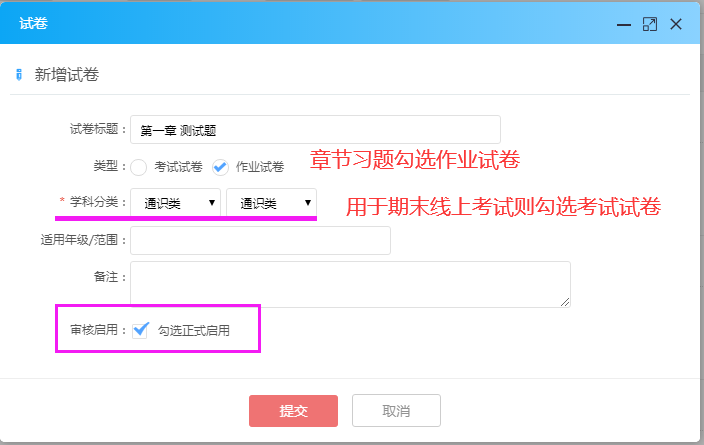 试卷
新增试卷
试卷标题： 第一章 测试题
类型： 考试试卷 作业试卷 章节习题勾选作业试卷
* 学科分类： 通识类 通识类 用于期末线上考试则勾选考试试卷
适用年级/范围：
备注：
审核启用： 勾选正式启用
提交 取消